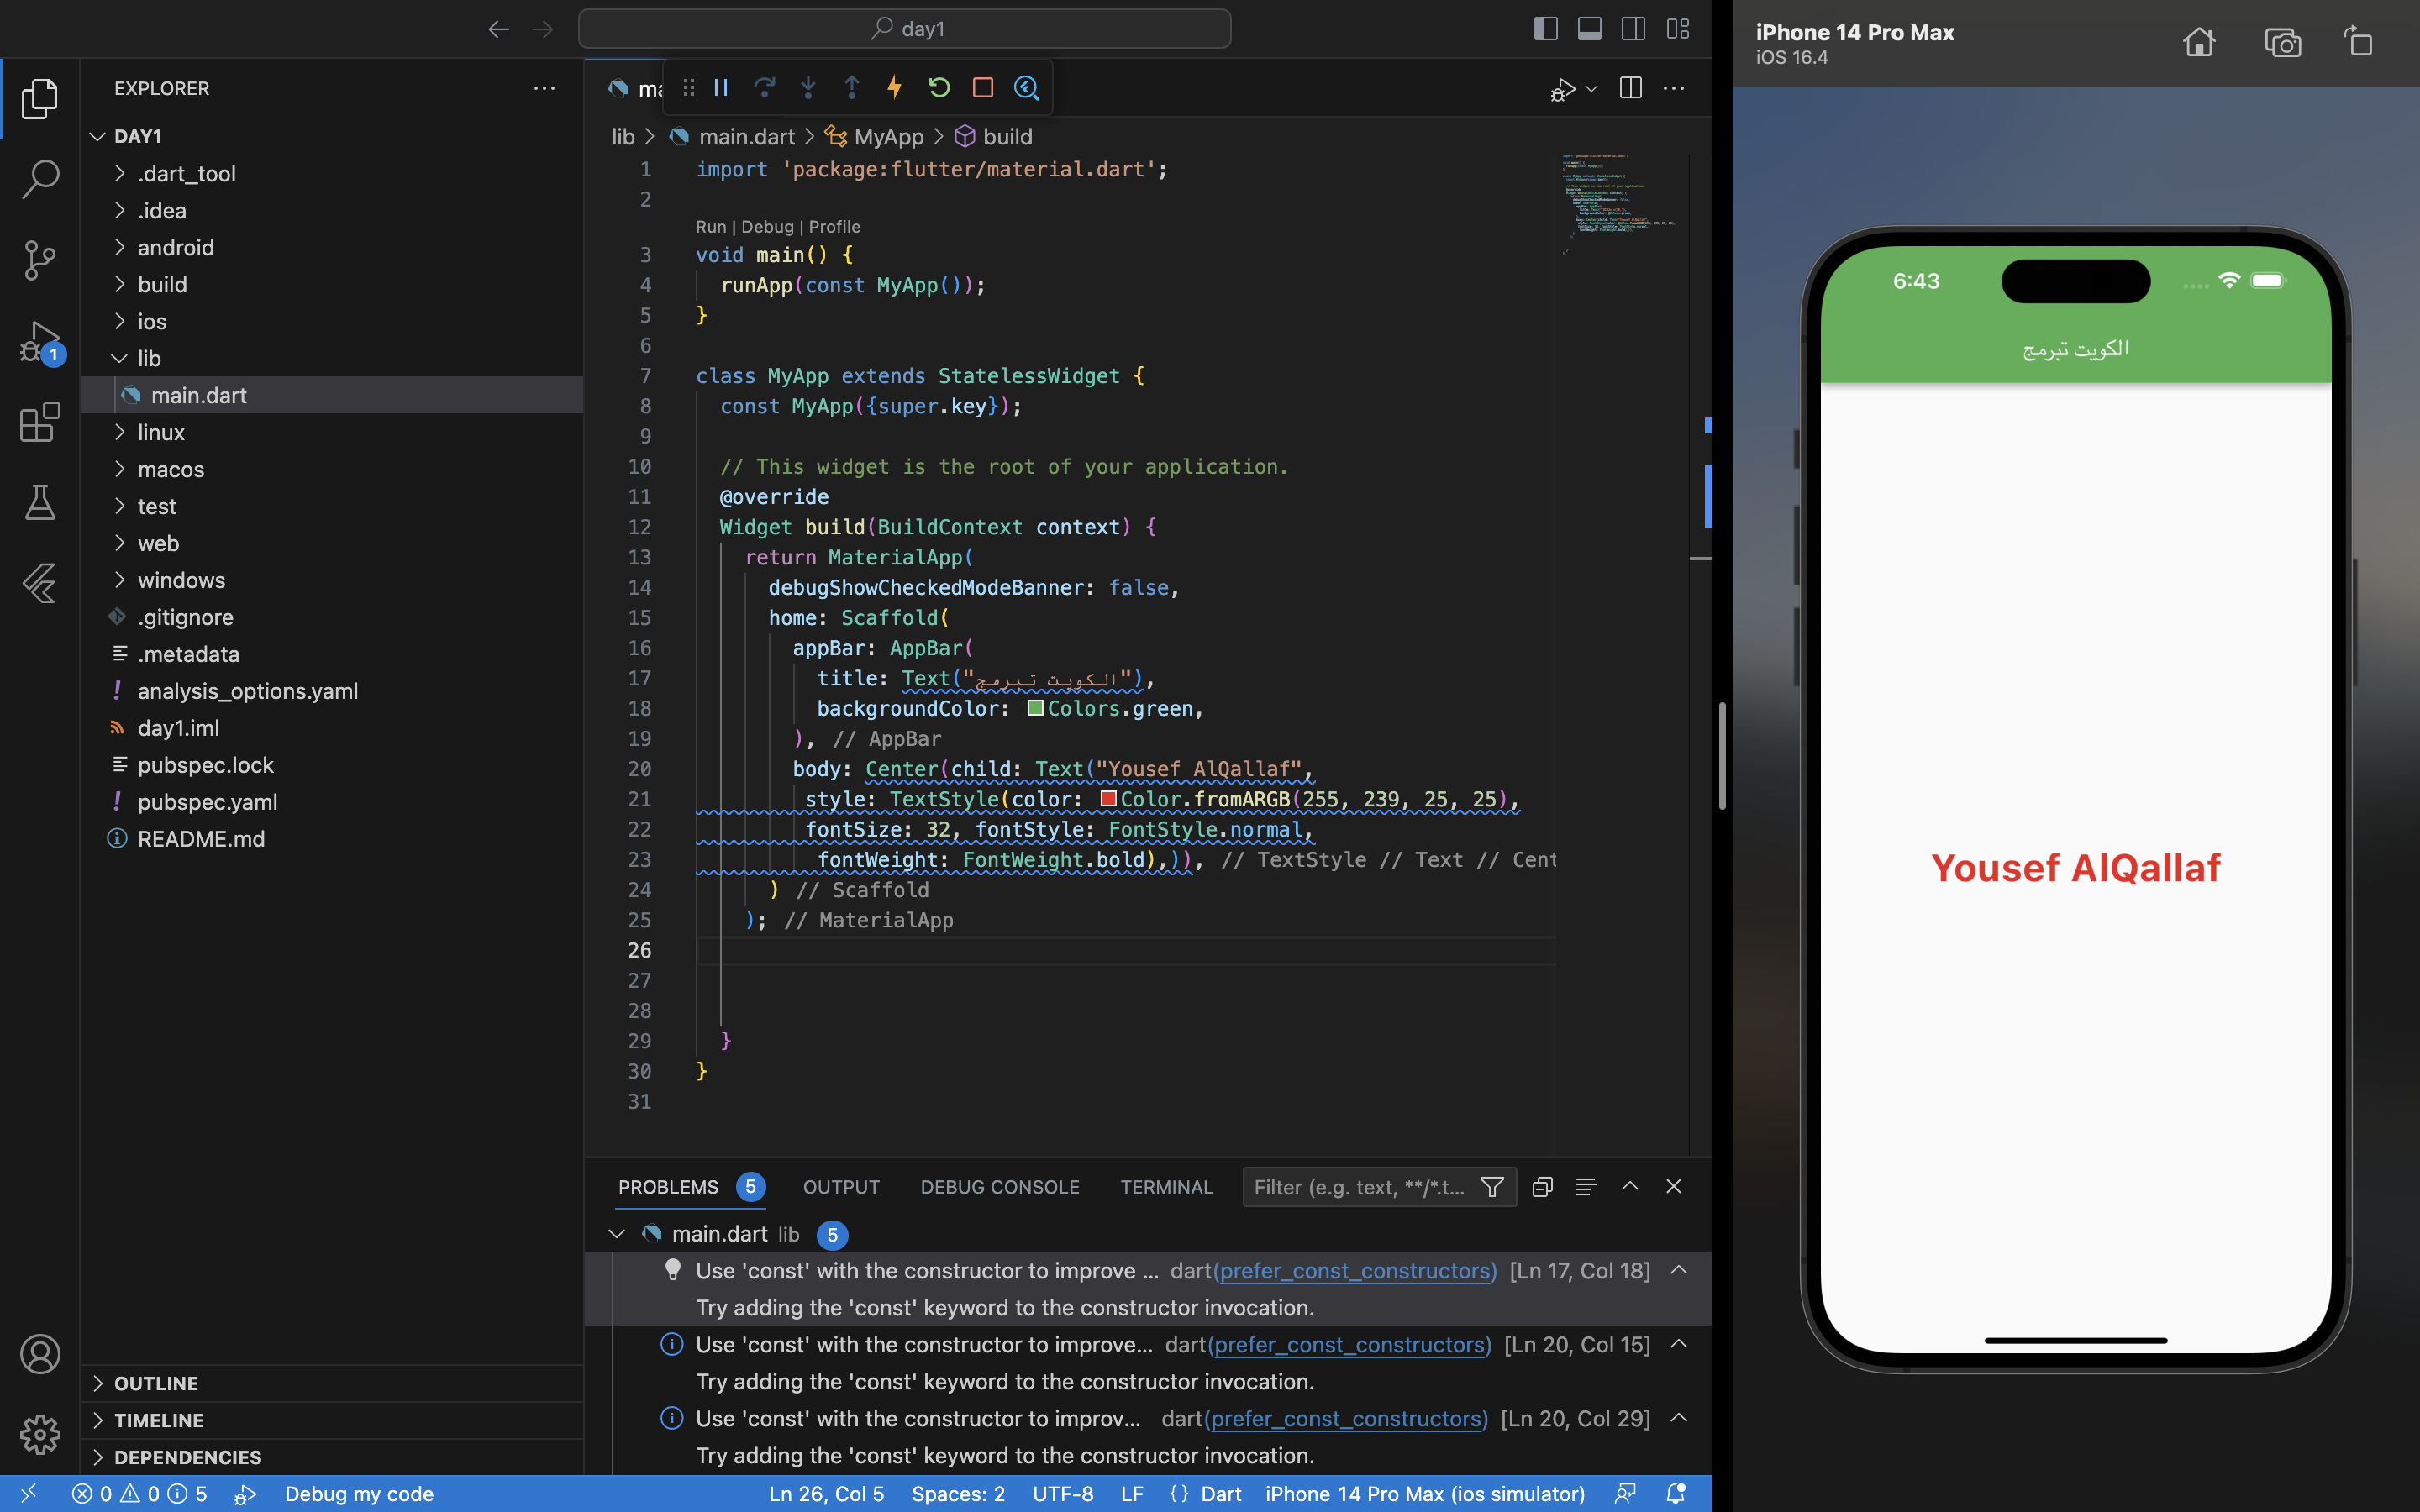 day1
iPhone 14 Pro Max
iOS 16.4
EXPLORER
DAY1
.dart_tool
.idea
android
build
ios
lib
main.dart
linux
macos
test
web
windows
.gitignore
.metadata
analysis_options.yaml
day1.iml
pubspec.lock
pubspec.yaml
README.md
OUTLINE
TIMELINE
DEPENDENCIES
1
lib > main.dart > MyApp > build
1 import 'package:flutter/material.dart';
2
Run | Debug | Profile
3 void main() {
4 runApp(const MyApp());
5 }
6
7 class MyApp extends StatelessWidget {
8 const MyApp({super.key});
9
10 // This widget is the root of your application.
11 @override
12 Widget build(BuildContext context) {
13 return MaterialApp(
14 debugShowCheckedModeBanner: false,
15 home: Scaffold(
16 appBar: AppBar(
17 title: Text("الكويت تبرمج"),
18 backgroundColor: Colors.green,
19 ), // AppBar
20 body: Center(child: Text("Yousef AlQallaf",
21 style: TextStyle(color: Color.fromARGB(255, 239, 25, 25),
22 fontSize: 32, fontStyle: FontStyle.normal,
23 fontWeight: FontWeight.bold),)), // TextStyle // Text // Cent
24 ) // Scaffold
25 ); // MaterialApp
26
27
28
29 }
30 }
31
PROBLEMS 5 OUTPUT DEBUG CONSOLE TERMINAL Filter (e.g. text, **/*.t...
main.dart lib 5
Use 'const' with the constructor to improve ... dart(prefer_const_constructors) [Ln 17, Col 18]
Try adding the 'const' keyword to the constructor invocation.
Use 'const' with the constructor to improve... dart(prefer_const_constructors) [Ln 20, Col 15]
Try adding the 'const' keyword to the constructor invocation.
Use 'const' with the constructor to improv... dart(prefer_const_constructors) [Ln 20, Col 29]
Try adding the 'const' keyword to the constructor invocation.
0 0 5 Debug my code Ln 26, Col 5 Spaces: 2 UTF-8 LF {} Dart iPhone 14 Pro Max (ios simulator)
6:43
الكويت تبرمج
Yousef AlQallaf